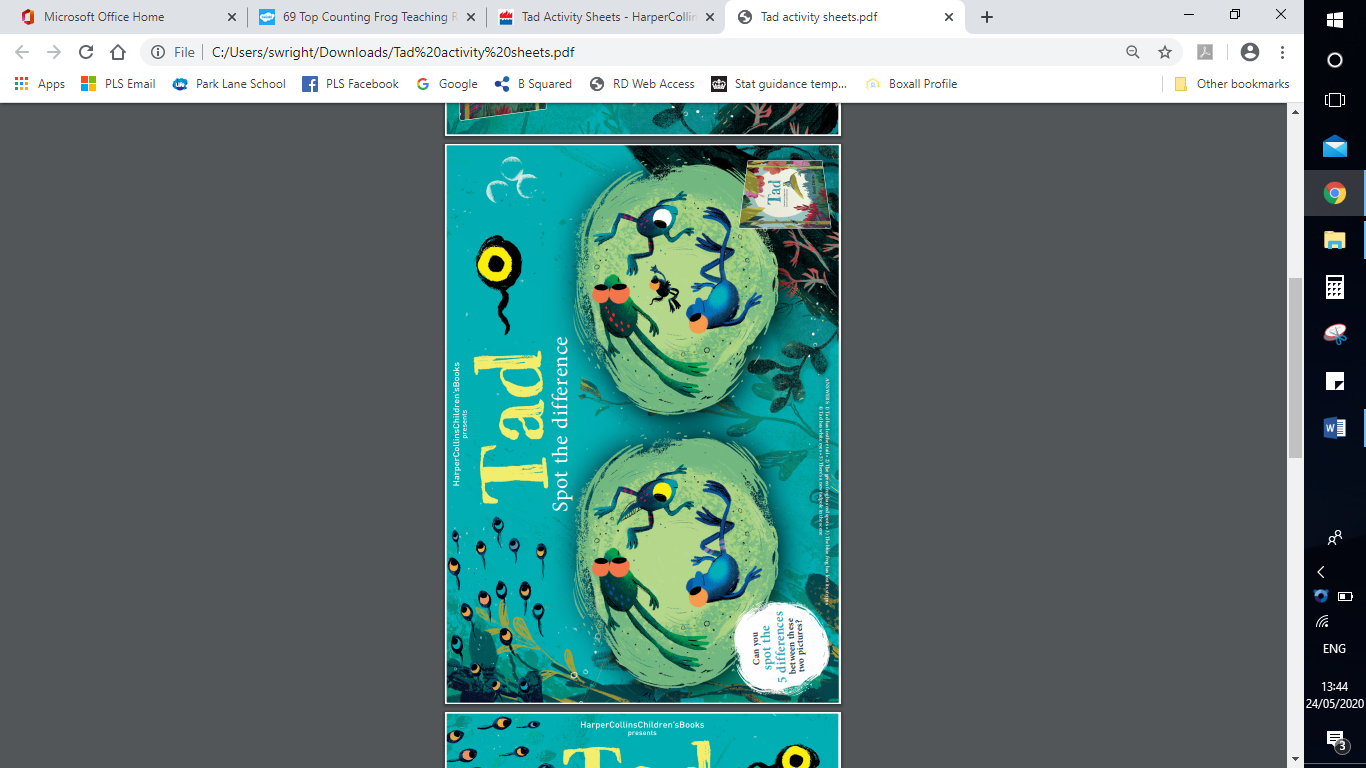 Microsoft Office Home
69 Top Counting Frog Teaching R
Tad Activity Sheets - HarperCollin
Tad activity sheets.pdf
File
C:/Users/swright/Downloads/Tad%20activity%20sheets.pdf
Apps
PLS Email
Park Lane School
PLS Facebook
Google
B Squared
RD Web Access
Stat guidance temp...
Boxall Profile
Other bookmarks
HarperCollinsChildren'sBooks
presents
Tad
Spot the difference
Tad
Can you
spot the
5 differences
between these
two pictures?
HarperCollinsChildren'sBooks
presents
Tad
ENG
13:44
24/05/2020
3